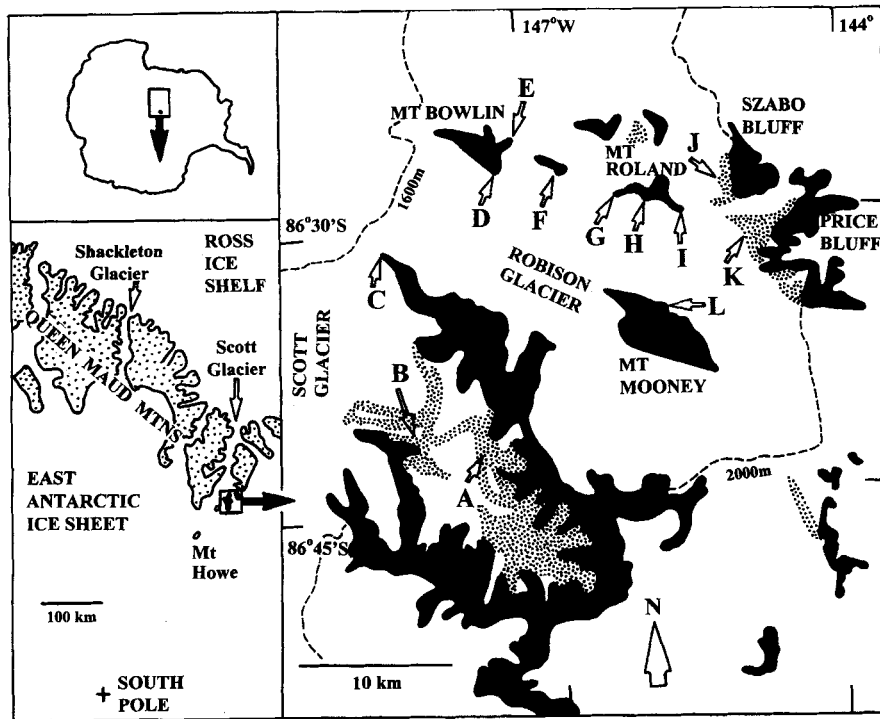 147°W
144°
E
MT BOWLIN
SZABO
BLUFF
J
MT
ROLAND
1600m
D
F
G
H
I
86°30'S
PRICE
BLUFF
K
ROBISON
GLACIER
C
L
MT
MOONEY
SCOTT
GLACIER
B
A
2000m
86°45'S
N
10 km
Shackleton
Glacier
ROSS
ICE
SHELF
QUEEN MAUD MTNS
Scott
Glacier
EAST
ANTARCTIC
ICE SHEET
Mt
Howe
100 km
SOUTH
POLE